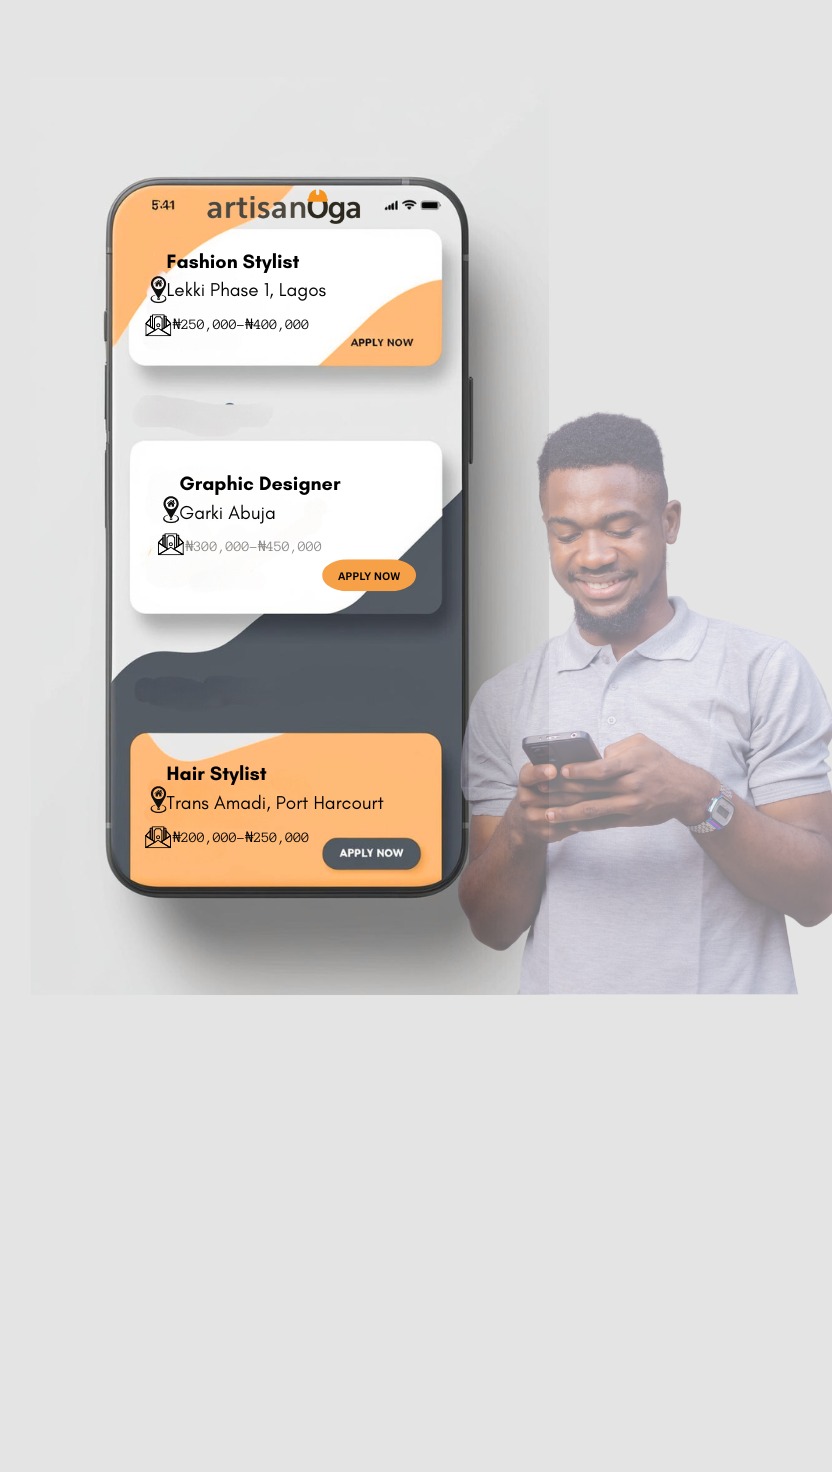 5:41
artisanOga
Fashion Stylist
Lekki Phase 1, Lagos
₦250,000-₦400,000
APPLY NOW
Graphic Designer
Garki Abuja
₦300,000-₦450,000
APPLY NOW
Hair Stylist
Trans Amadi, Port Harcourt
₦200,000-₦250,000
APPLY NOW